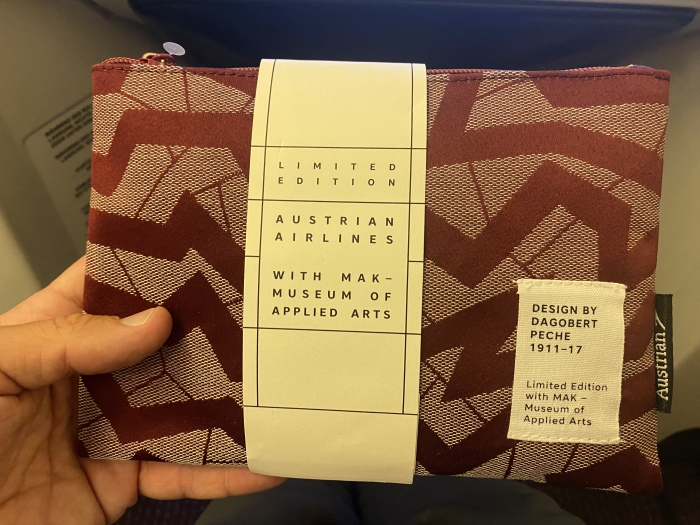 LIMITED
EDITION
AUSTRIAN
AIRLINES
WITH MAK–
MUSEUM OF
APPLIED ARTS
DESIGN BY
DAGOBERT
PECHE
1911–17
Limited Edition
with MAK –
Museum of
Applied Arts
Austrian